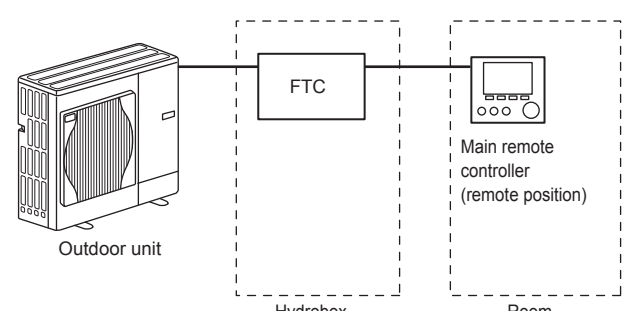 FTC
Main remote
controller
(remote position)
Outdoor unit
Hydrobox
Room